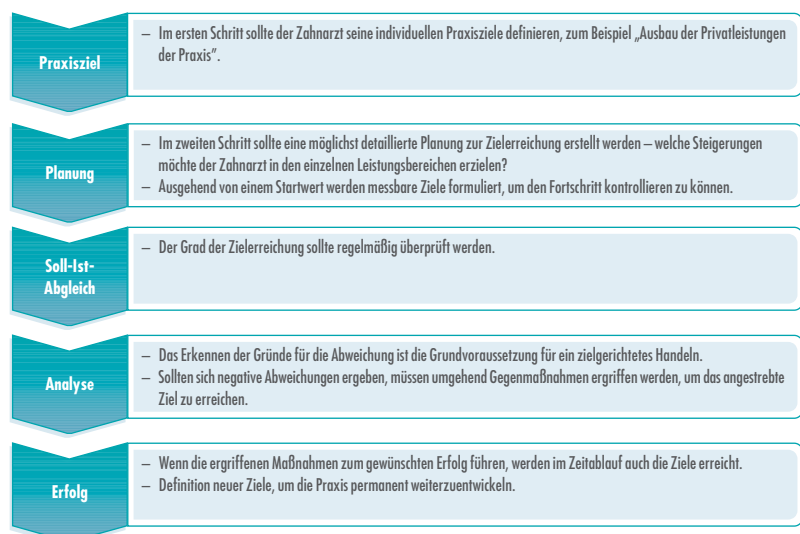 Praxisziel
– Im ersten Schritt sollte der Zahnarzt seine individuellen Praxisziele definieren, zum Beispiel „Ausbau der Privatleistungen
der Praxis”.
Planung
– Im zweiten Schritt sollte eine möglichst detaillierte Planung zur Zielerreichung erstellt werden – welche Steigerungen
möchte der Zahnarzt in den einzelnen Leistungsbereichen erzielen?
– Ausgehend von einem Startwert werden messbare Ziele formuliert, um den Fortschritt kontrollieren zu können.
Soll-Ist-
Abgleich
– Der Grad der Zielerreichung sollte regelmäßig überprüft werden.
Analyse
– Das Erkennen der Gründe für die Abweichung ist die Grundvoraussetzung für ein zielgerichtetes Handeln.
– Sollten sich negative Abweichungen ergeben, müssen umgehend Gegenmaßnahmen ergriffen werden, um das angestrebte
Ziel zu erreichen.
Erfolg
– Wenn die ergriffenen Maßnahmen zum gewünschten Erfolg führen, werden im Zeitablauf auch die Ziele erreicht.
– Definition neuer Ziele, um die Praxis permanent weiterzuentwickeln.